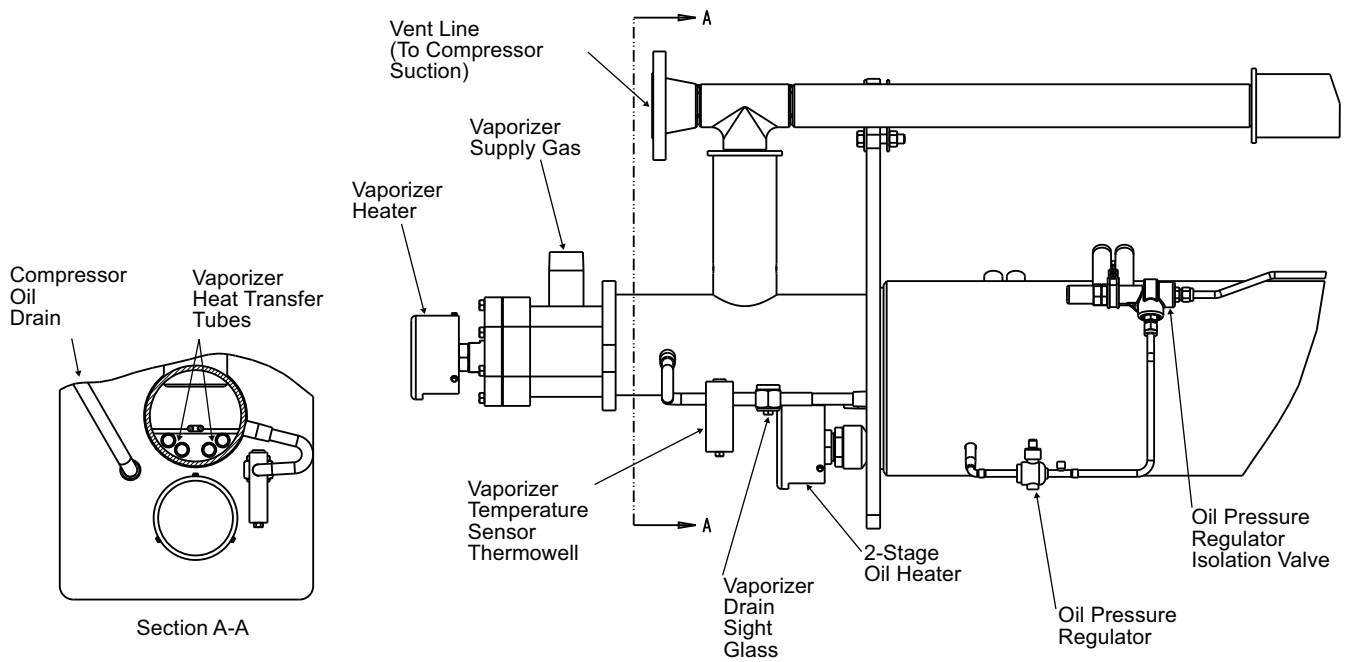 A
Vent Line
(To Compressor
Suction)
Vaporizer
Supply Gas
Vaporizer
Heater
Compressor
Oil
Drain
Vaporizer
Heat Transfer
Tubes
Vaporizer
Temperature
Sensor
Thermowell
A
Vaporizer
Drain
Sight
Glass
2-Stage
Oil Heater
Oil Pressure
Regulator
Isolation Valve
Oil Pressure
Regulator
Section A-A